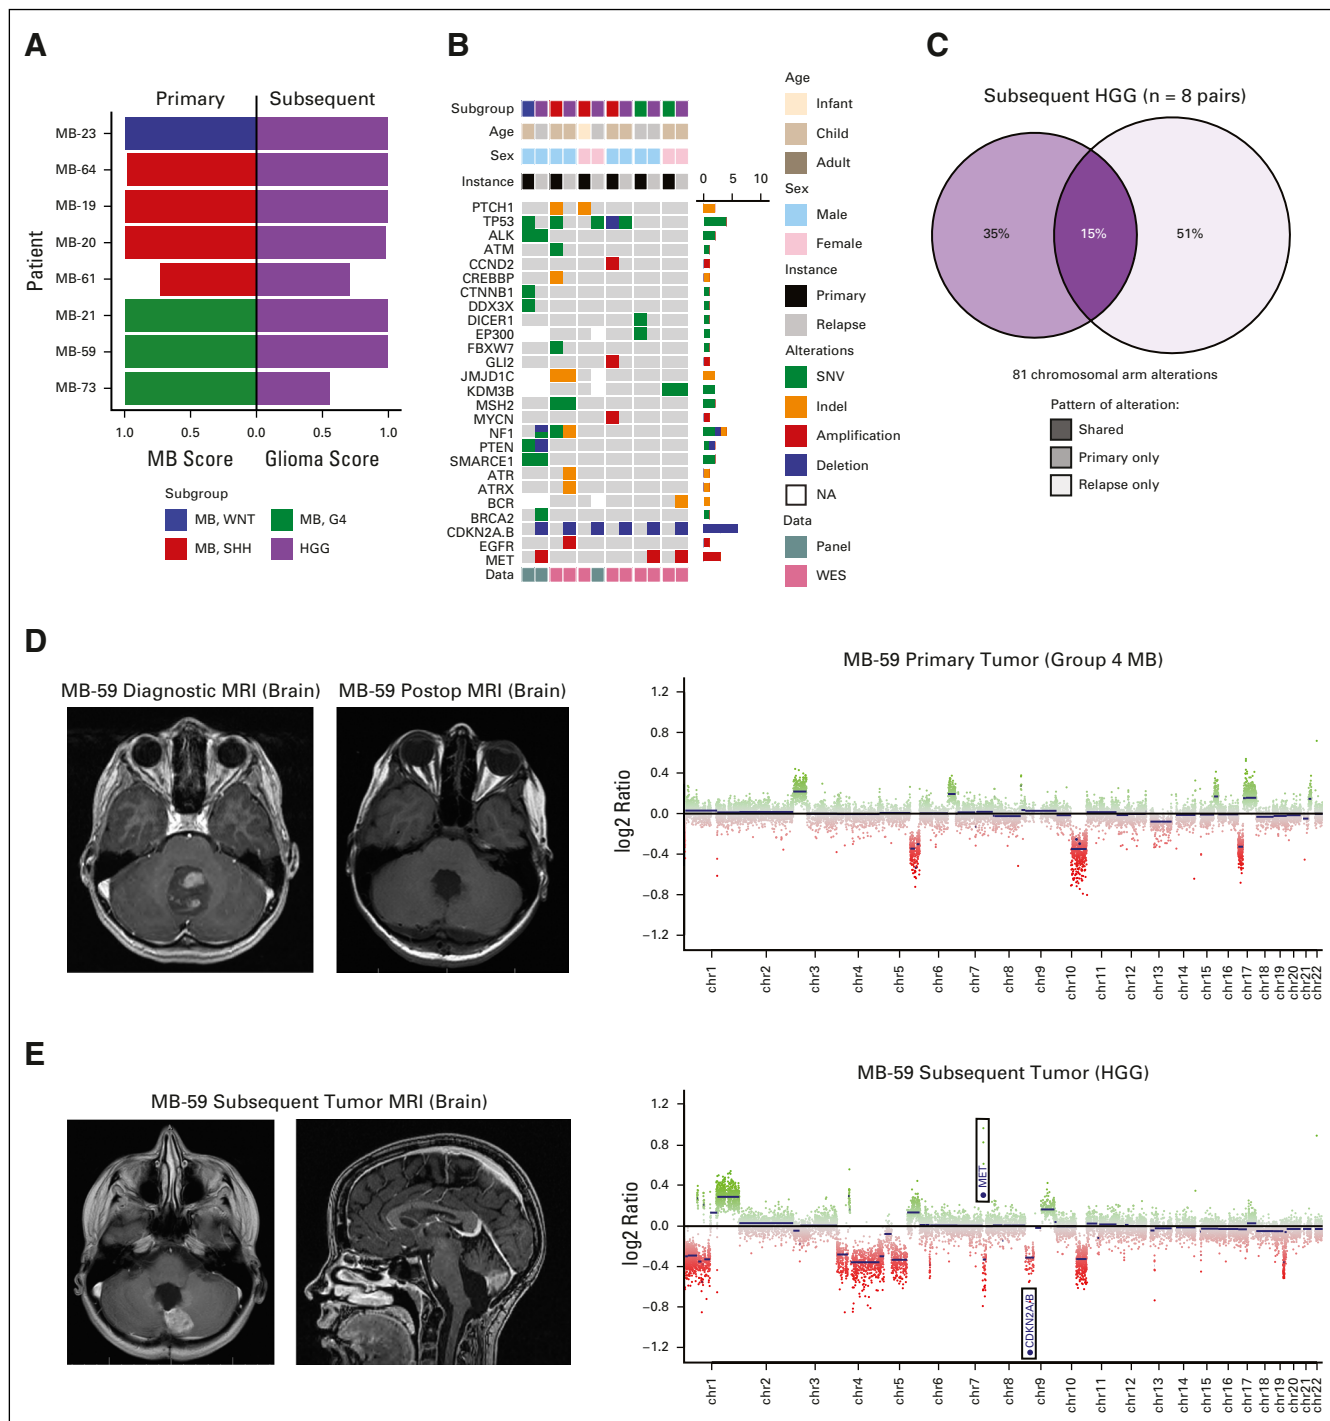 A
Primary
Subsequent
Patient
MB-23
MB-64
MB-19
MB-20
MB-61
MB-21
MB-59
MB-73
1.0
0.5
0.0
0.5
1.0
MB Score
Glioma Score
Subgroup
MB, WNT
MB, G4
MB, SHH
HGG
B
Subgroup
Age
Sex
Instance
0
5
10
PTCH1
TP53
ALK
ATM
CCND2
CREBBP
CTNNB1
DDX3X
DICER1
EP300
FBXW7
GLI2
JMJD1C
KDM3B
MSH2
MYCN
NF1
PTEN
SMARCE1
ATR
ATRX
BCR
BRCA2
CDKN2A.B
EGFR
MET
Data
Age
Infant
Child
Adult
Sex
Male
Female
Instance
Primary
Relapse
Alterations
SNV
Indel
Amplification
Deletion
NA
Data
Panel
WES
C
Subsequent HGG (n = 8 pairs)
35%
15%
51%
81 chromosomal arm alterations
Pattern of alteration:
Shared
Primary only
Relapse only
D
MB-59 Diagnostic MRI (Brain)
MB-59 Postop MRI (Brain)
MB-59 Primary Tumor (Group 4 MB)
log2 Ratio
1.2
0.8
0.4
0.0
−0.4
−0.8
−1.2
chr1
chr2
chr3
chr4
chr5
chr6
chr7
chr8
chr9
chr10
chr11
chr12
chr13
chr14
chr15
chr16
chr17
chr18
chr19
chr20
chr21
chr22
E
MB-59 Subsequent Tumor MRI (Brain)
MB-59 Subsequent Tumor (HGG)
log2 Ratio
1.2
0.8
0.4
0.0
−0.4
−0.8
−1.2
MET
CDKN2A/B
chr1
chr2
chr3
chr4
chr5
chr6
chr7
chr8
chr9
chr10
chr11
chr12
chr13
chr14
chr15
chr16
chr17
chr18
chr19
chr20
chr21
chr22